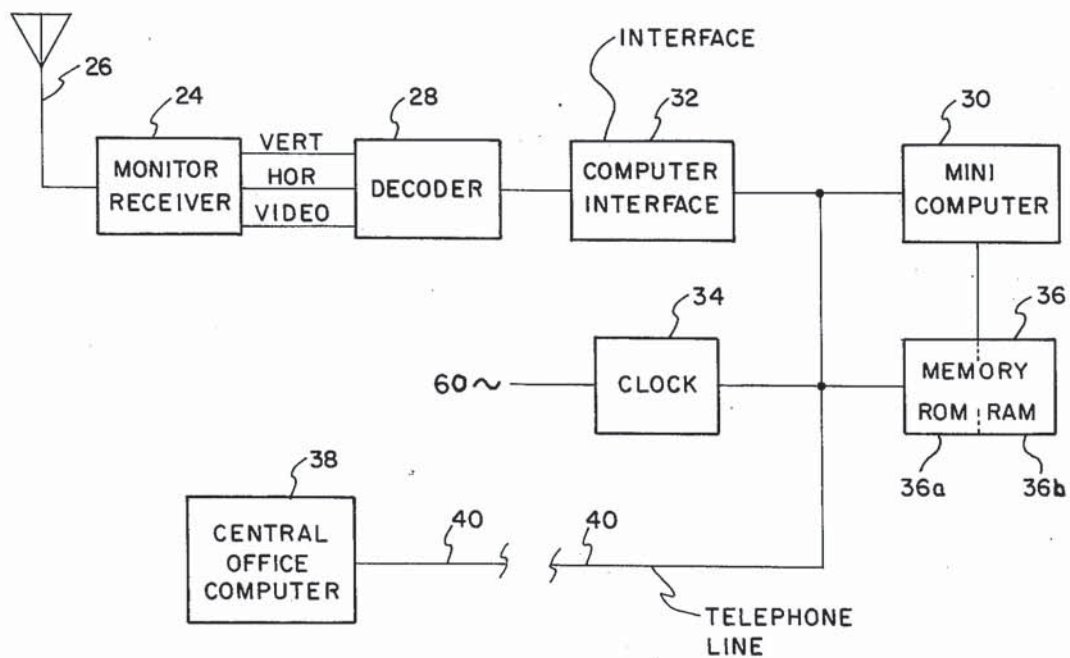 INTERFACE
26
24
28
32
30
MONITOR
RECEIVER
VERT
HOR
VIDEO
DECODER
COMPUTER
INTERFACE
MINI
COMPUTER
34
36
60~
CLOCK
MEMORY
ROM RAM
36a
36b
38
CENTRAL
OFFICE
COMPUTER
40
40
TELEPHONE
LINE